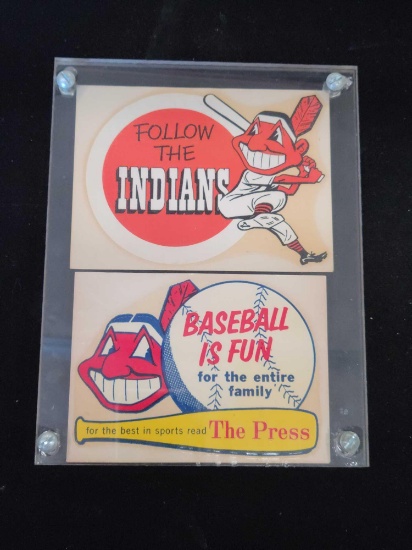 FOLLOW
THE
INDIANS
BASEBALL
IS FUN
for the entire
family
for the best in sports read The Press